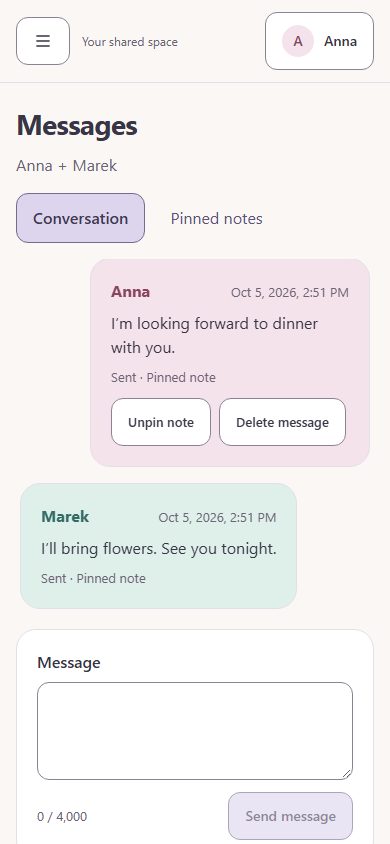 Your shared space
A
Anna
Messages
Anna + Marek
Conversation
Pinned notes
Anna
Oct 5, 2026, 2:51 PM
I'm looking forward to dinner
with you.
Sent · Pinned note
Unpin note
Delete message
Marek
Oct 5, 2026, 2:51 PM
I'll bring flowers. See you tonight.
Sent · Pinned note
Message
0 / 4,000
Send message